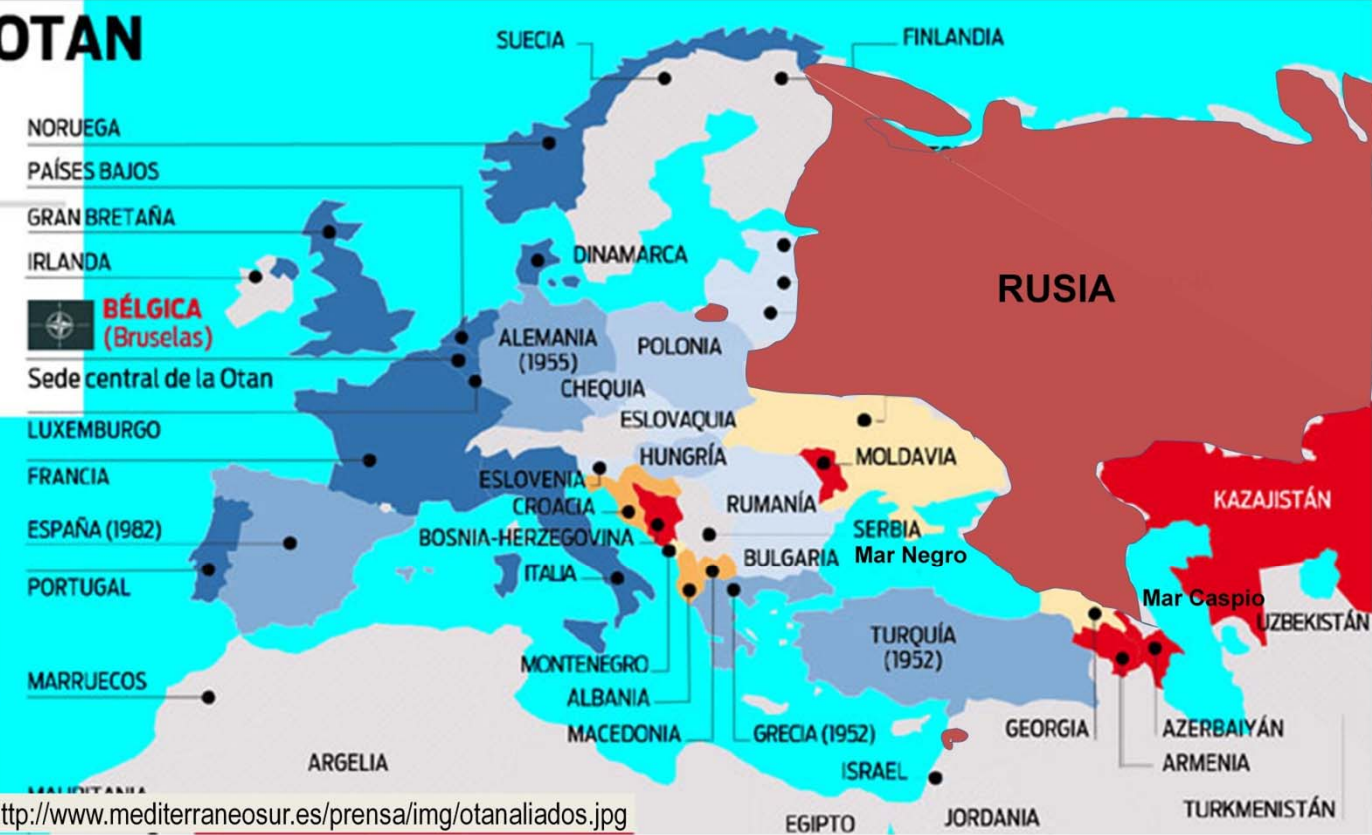 OTAN
SUECIA
FINLANDIA
NORUEGA
PAÍSES BAJOS
GRAN BRETAÑA
IRLANDA
DINAMARCA
RUSIA
BÉLGICA
(Bruselas)
ALEMANIA
(1955)
POLONIA
Sede central de la Otan
CHEQUIA
ESLOVAQUIA
LUXEMBURGO
HUNGRÍA
MOLDAVIA
FRANCIA
ESLOVENIA
CROACIA
RUMANÍA
KAZAJISTÁN
ESPAÑA (1982)
BOSNIA-HERZEGOVINA
SERBIA
BULGARIA
Mar Negro
ITALIA
PORTUGAL
Mar Caspio
UZBEKISTÁN
TURQUÍA
(1952)
MONTENEGRO
MARRUECOS
ALBANIA
MACEDONIA
GRECIA (1952)
GEORGIA
AZERBAIYÁN
ARGELIA
ARMENIA
ISRAEL
MAURITANIA
ttp://www.mediterraneosur.es/prensa/img/otanaliados.jpg
EGIPTO
JORDANIA
TURKMENISTÁN